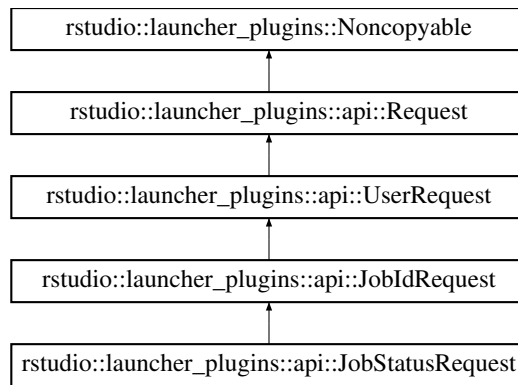 rstudio::launcher_plugins::Noncopyable
rstudio::launcher_plugins::api::Request
rstudio::launcher_plugins::api::UserRequest
rstudio::launcher_plugins::api::JobIdRequest
rstudio::launcher_plugins::api::JobStatusRequest